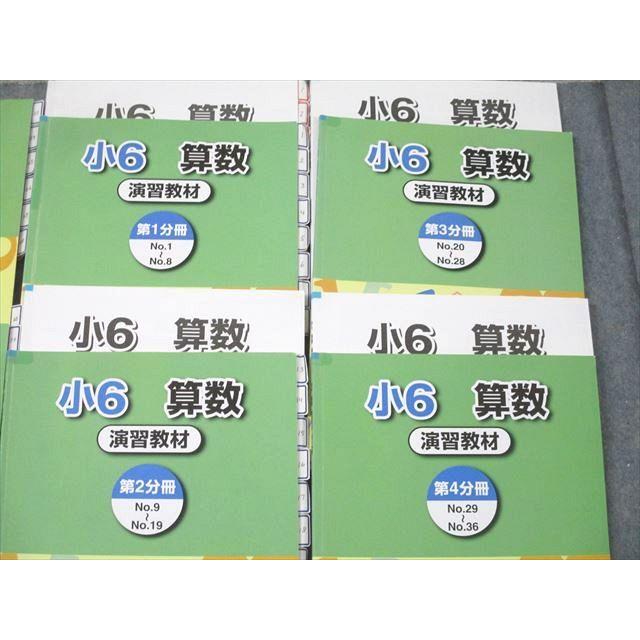 小6 算数
小6 算数
小6 算数
演習教材
第1分冊
No.1
～
No.8
小6 算数
演習教材
第3分冊
No.20
～
No.28
小6 算数
小6 算数
小6 算数
演習教材
第2分冊
No.9
～
No.19
小6 算数
演習教材
第4分冊
No.29
～
No.36